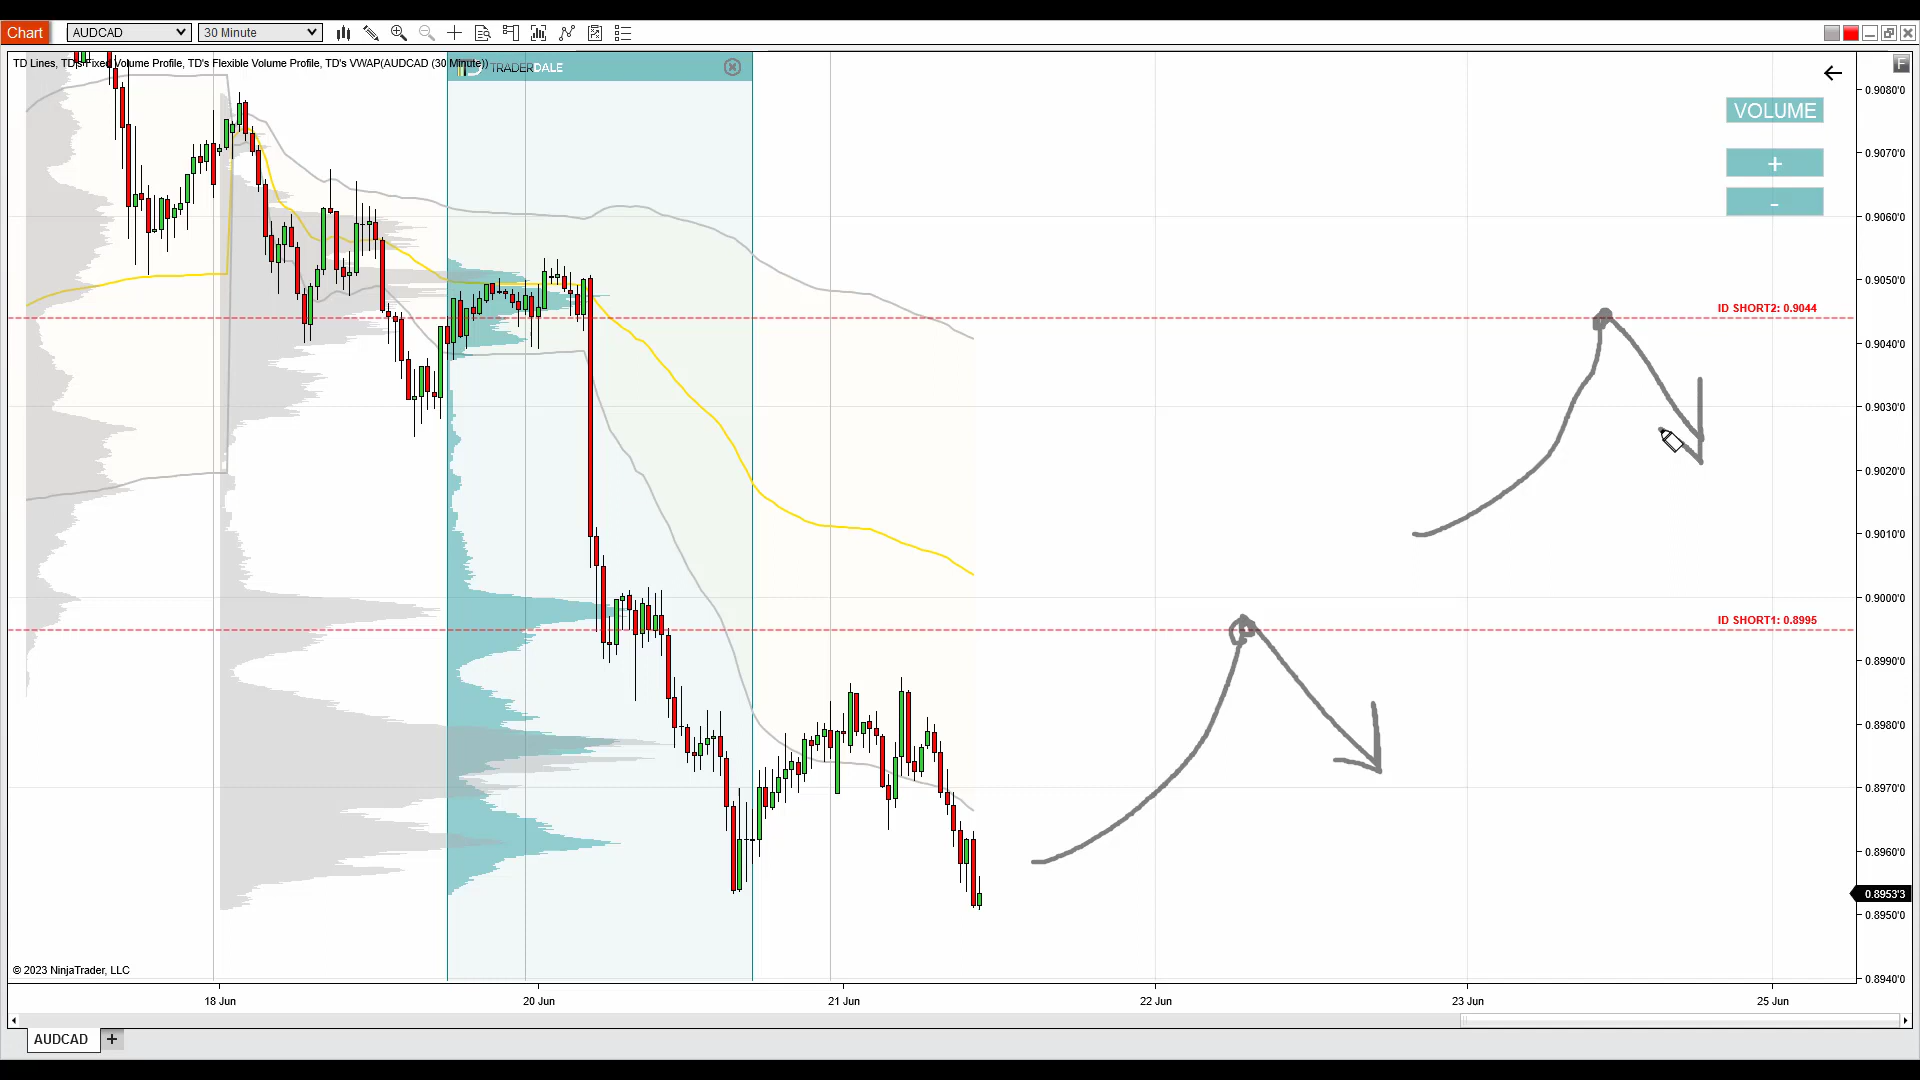 Chart
AUDCAD
30 Minute
TD Lines, TD's Fixed Volume Profile, TD's Flexible Volume Profile, TD's VWAP(AUDCAD (30 Minute))
TRADERDALE
F
VOLUME
+
-
0.9080'0
0.9070'0
0.9060'0
0.9050'0
ID SHORT2: 0.9044
0.9040'0
0.9030'0
0.9020'0
0.9010'0
0.9000'0
ID SHORT1: 0.8995
0.8990'0
0.8980'0
0.8970'0
0.8960'0
0.8953'3
0.8950'0
0.8940'0
© 2023 NinjaTrader, LLC
18 Jun
20 Jun
21 Jun
22 Jun
23 Jun
25 Jun
AUDCAD
+